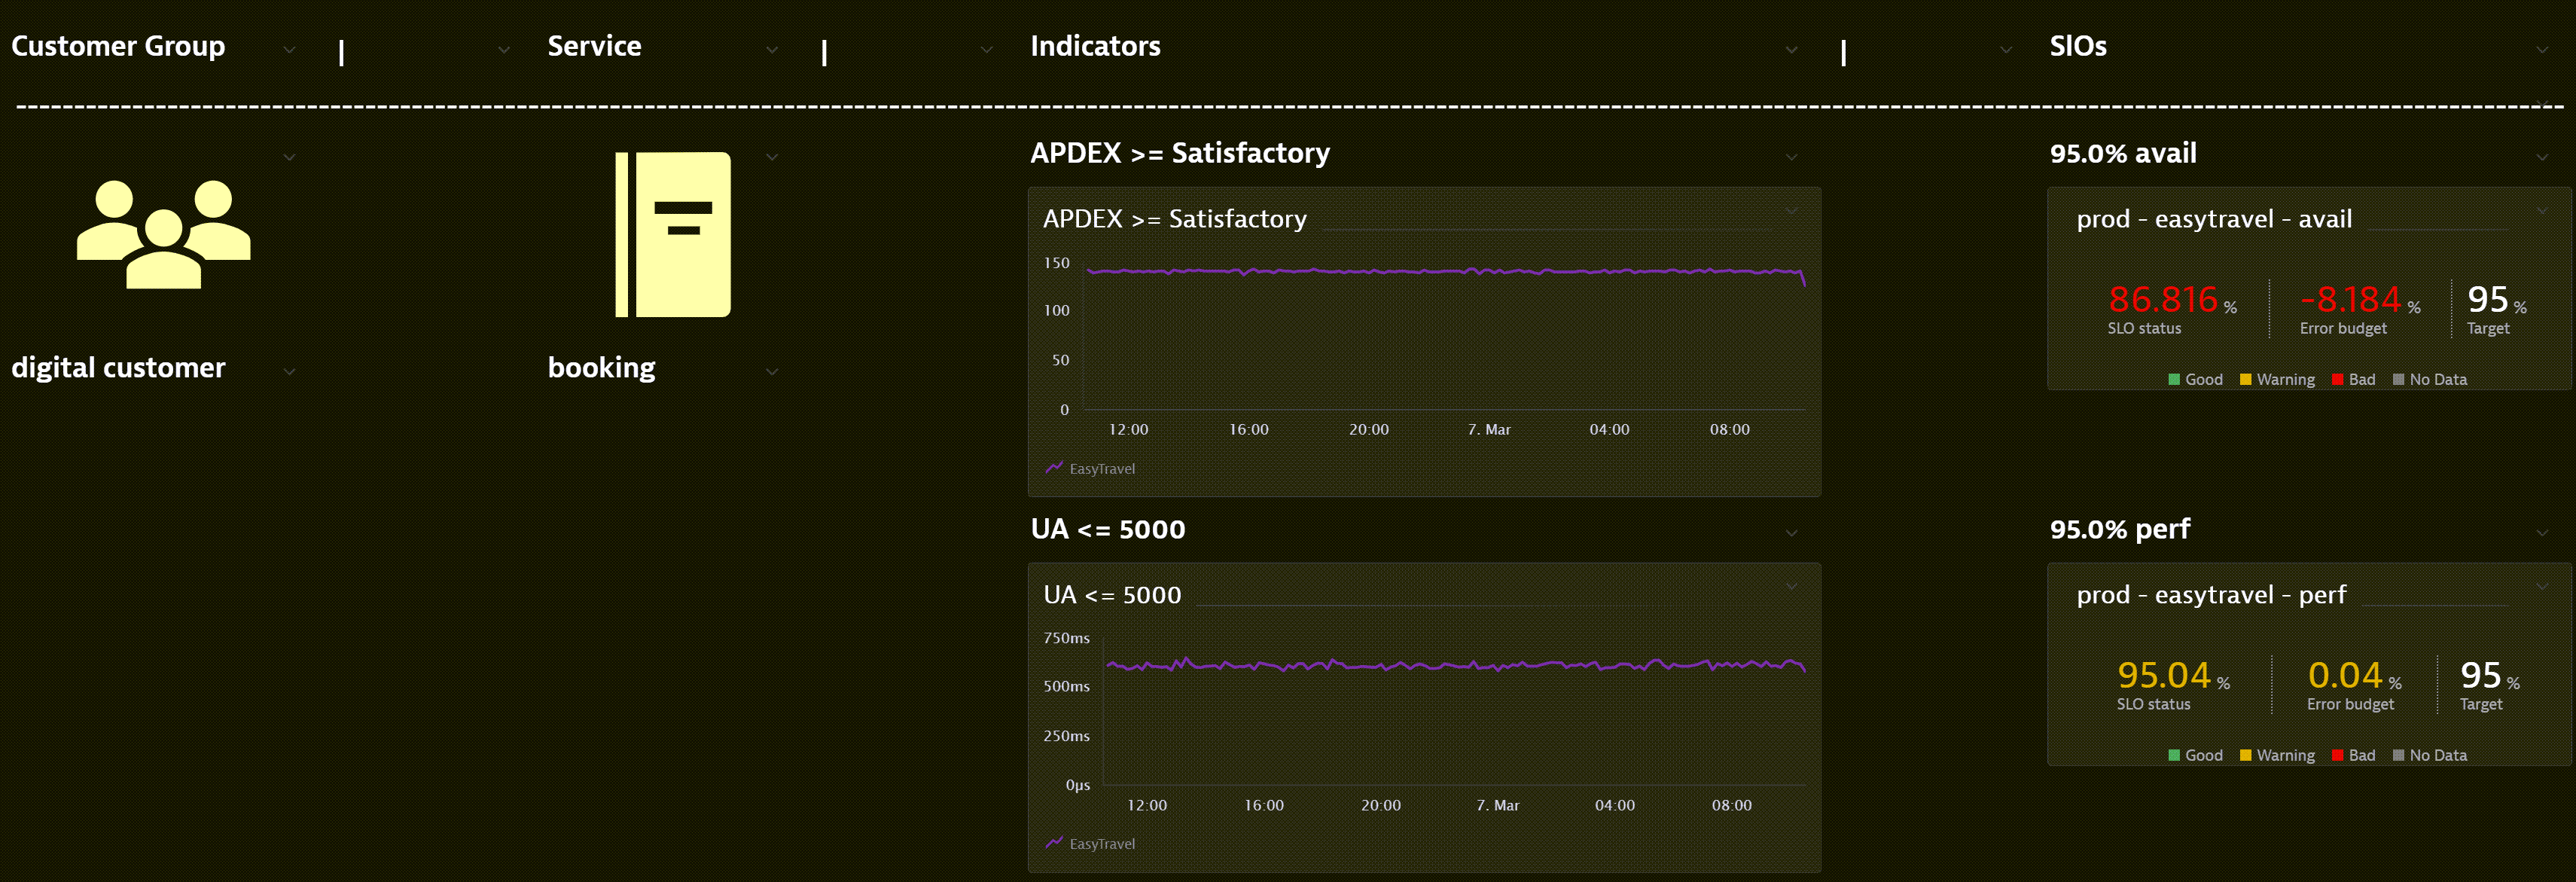 Customer Group | Service | Indicators | SlOs
--------------------------------------------------------------------------------
APDEX >= Satisfactory
APDEX >= Satisfactory
150
100
50
0
12:00 16:00 20:00 7. Mar 04:00 08:00
EasyTravel
95.0% avail
prod - easytravel - avail
86.816 % -8.184 % 95 %
SLO status Error budget Target
Good Warning Bad No Data
digital customer
booking
UA <= 5000
UA <= 5000
750ms
500ms
250ms
0μs
12:00 16:00 20:00 7. Mar 04:00 08:00
EasyTravel
95.0% perf
prod - easytravel - perf
95.04 % 0.04 % 95 %
SLO status Error budget Target
Good Warning Bad No Data